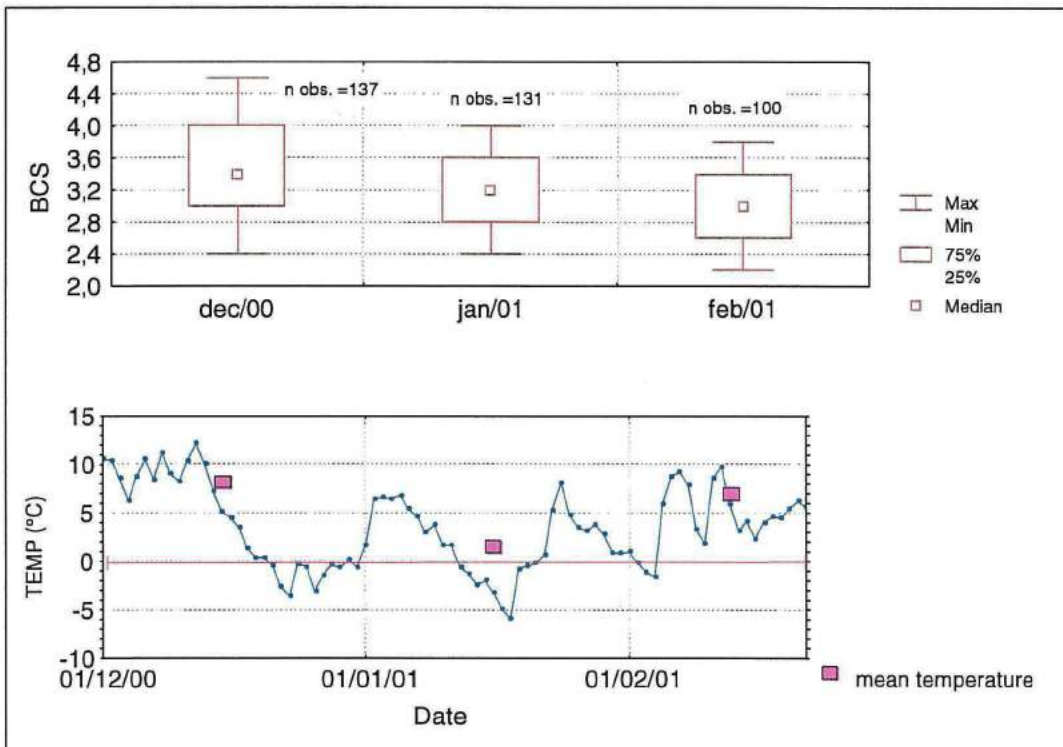 4,8
4,4
4,0
3,6
3,2
2,8
2,4
2,0
BCS
n obs. =137
n obs. =131
n obs. =100
dec/00
jan/01
feb/01
Max
Min
75%
25%
Median
15
10
5
0
-5
-10
TEMP (°C)
01/12/00
01/01/01
01/02/01
Date
mean temperature